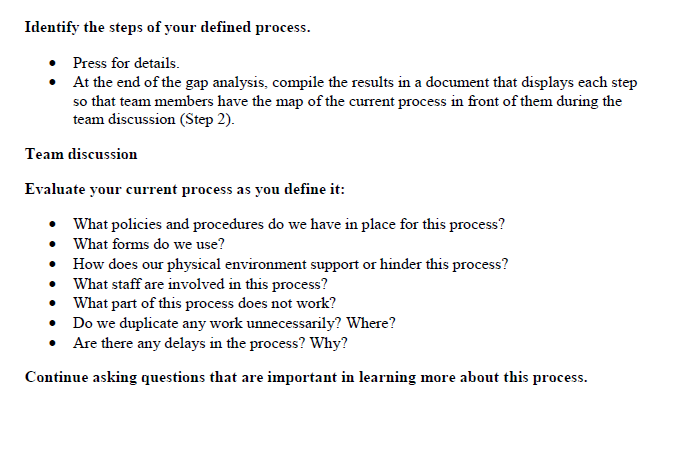 Identify the steps of your defined process.
• Press for details.
• At the end of the gap analysis, compile the results in a document that displays each step
so that team members have the map of the current process in front of them during the
team discussion (Step 2).
Team discussion
Evaluate your current process as you define it:
• What policies and procedures do we have in place for this process?
• What forms do we use?
• How does our physical environment support or hinder this process?
• What staff are involved in this process?
• What part of this process does not work?
• Do we duplicate any work unnecessarily? Where?
• Are there any delays in the process? Why?
Continue asking questions that are important in learning more about this process.